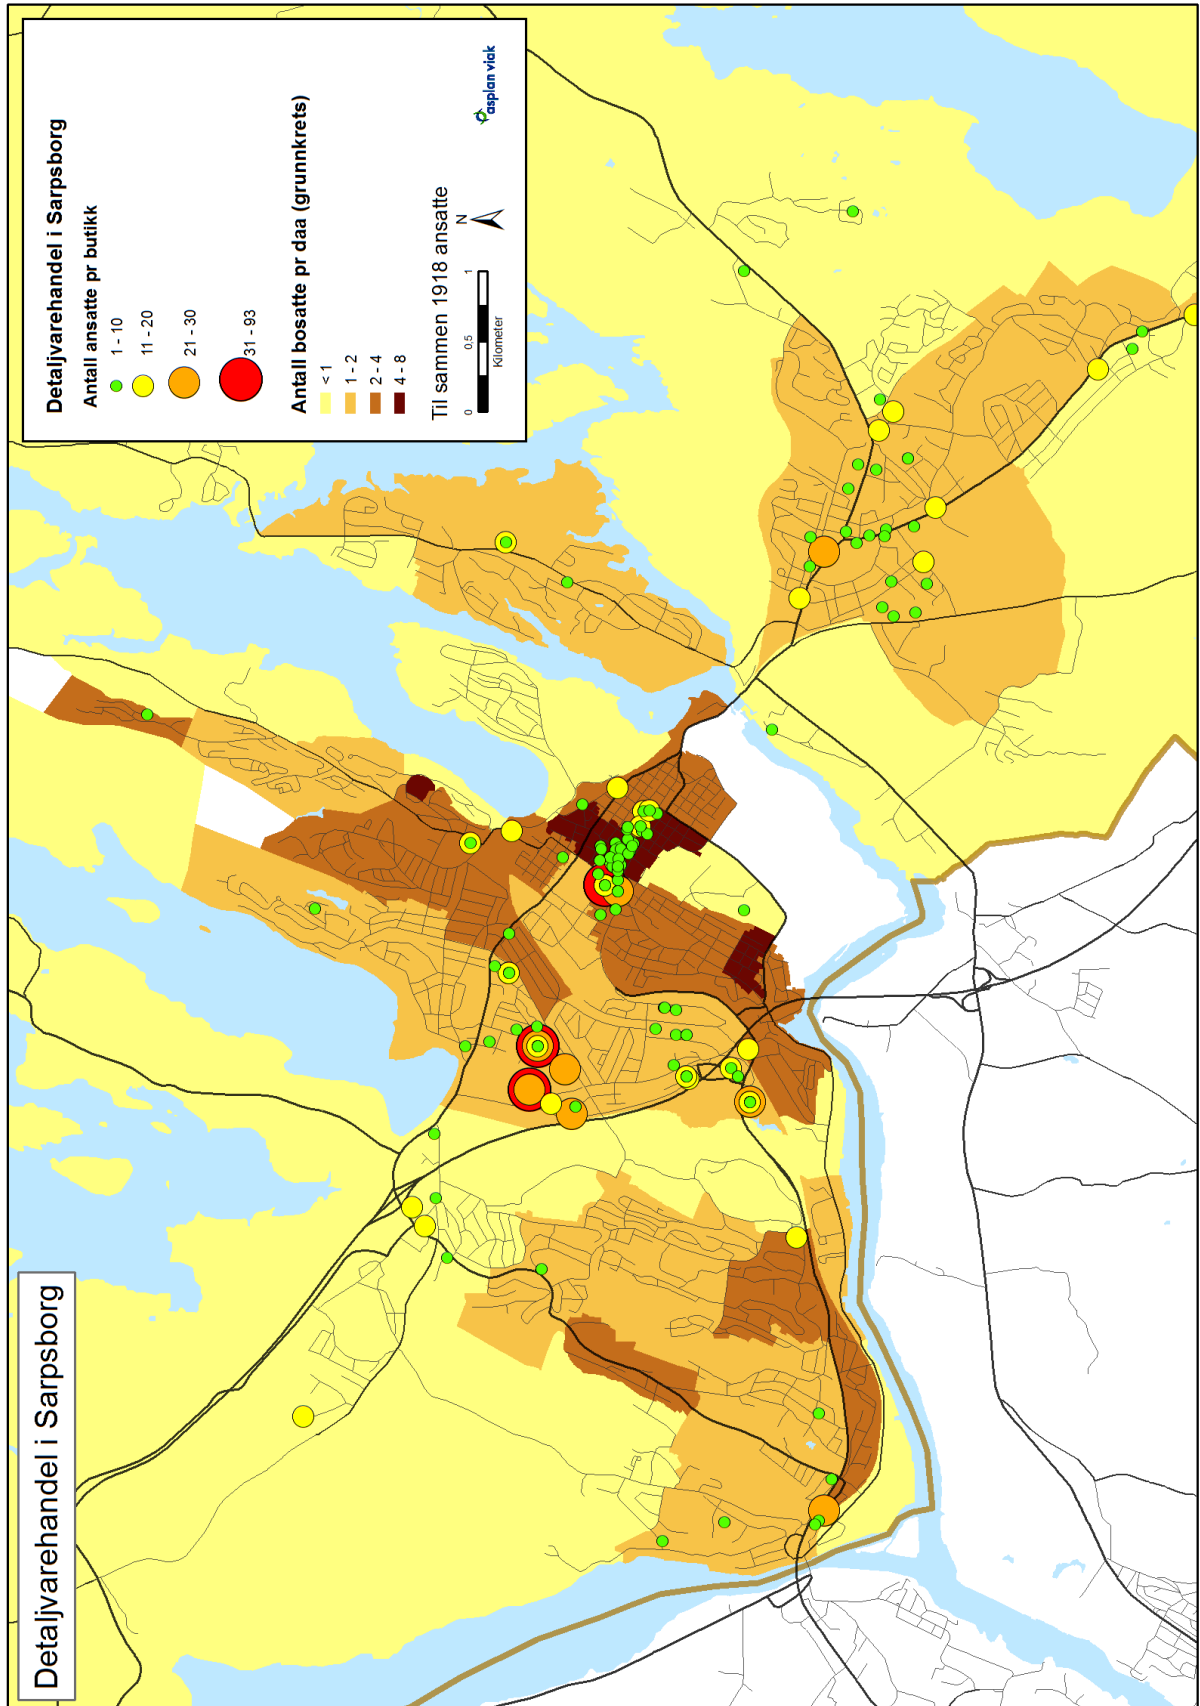 Detaljvarehandel i Sarpsborg
Detaljvarehandel i Sarpsborg
Antall ansatte pr butikk
1 - 10
11 - 20
21 - 30
31 - 93
Antall bosatte pr daa (grunnkrets)
< 1
1 - 2
2 - 4
4 - 8
Til sammen 1918 ansatte
N
0 0,5 1
Kilometer
asplan viak